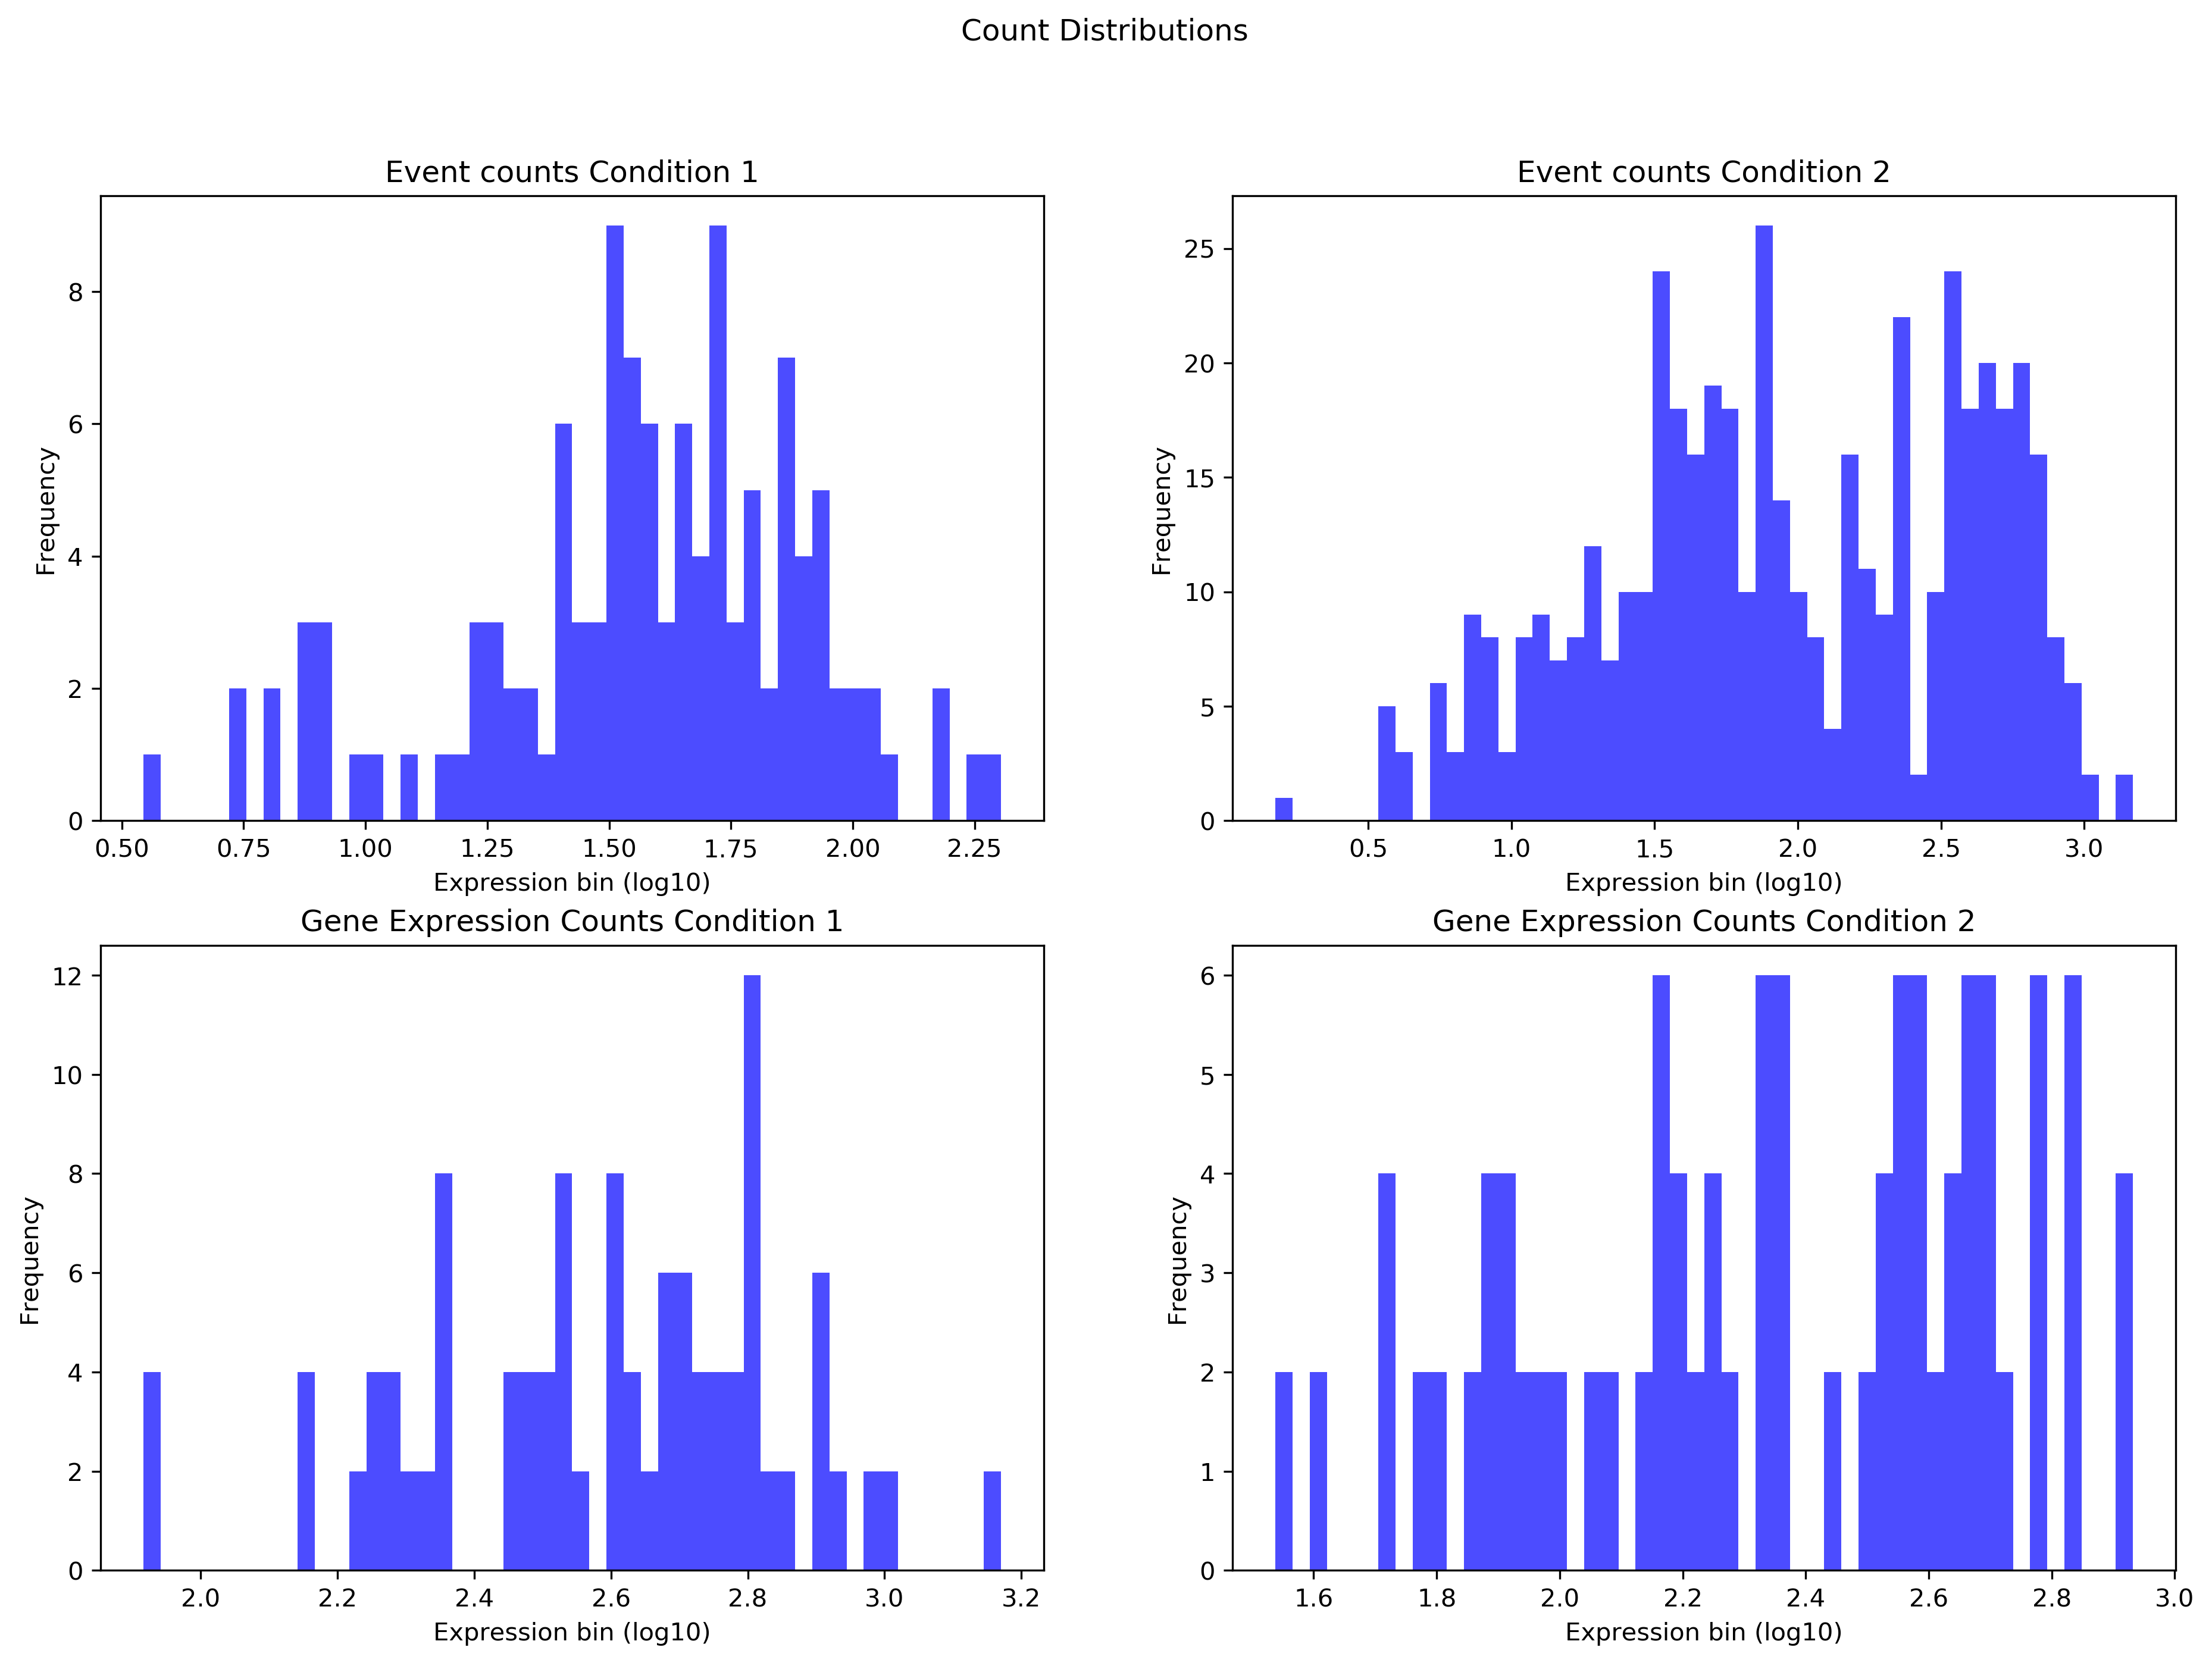 Count Distributions
Event counts Condition 1
Frequency
8
6
4
2
0
0.50 0.75 1.00 1.25 1.50 1.75 2.00 2.25
Expression bin (log10)
Event counts Condition 2
Frequency
25
20
15
10
5
0
0.5 1.0 1.5 2.0 2.5 3.0
Expression bin (log10)
Gene Expression Counts Condition 1
Frequency
12
10
8
6
4
2
0
2.0 2.2 2.4 2.6 2.8 3.0 3.2
Expression bin (log10)
Gene Expression Counts Condition 2
Frequency
6
5
4
3
2
1
0
1.6 1.8 2.0 2.2 2.4 2.6 2.8 3.0
Expression bin (log10)